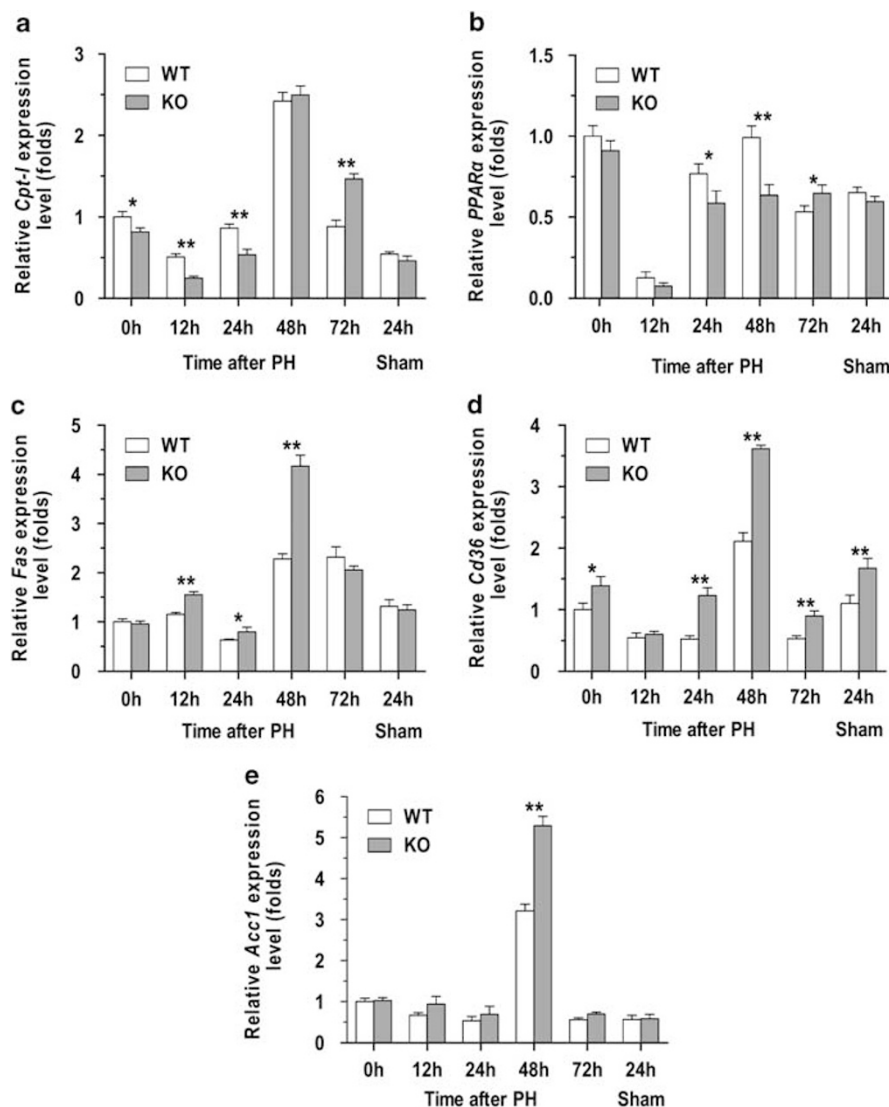 a
Relative Cpt-I expression
level (folds)
3
2
1
0
WT
KO
*
**
**
**
0h 12h 24h 48h 72h 24h
Time after PH Sham
b
Relative PPARα expression
level (folds)
1.5
1.0
0.5
0.0
WT
KO
*
**
*
0h 12h 24h 48h 72h 24h
Time after PH Sham
c
Relative Fas expression
level (folds)
5
4
3
2
1
0
WT
KO
**
*
**
0h 12h 24h 48h 72h 24h
Time after PH Sham
d
Relative Cd36 expression
level (folds)
4
3
2
1
0
WT
KO
*
**
**
**
**
0h 12h 24h 48h 72h 24h
Time after PH Sham
e
Relative Acc1 expression
level (folds)
6
5
4
3
2
1
0
WT
KO
**
0h 12h 24h 48h 72h 24h
Time after PH Sham